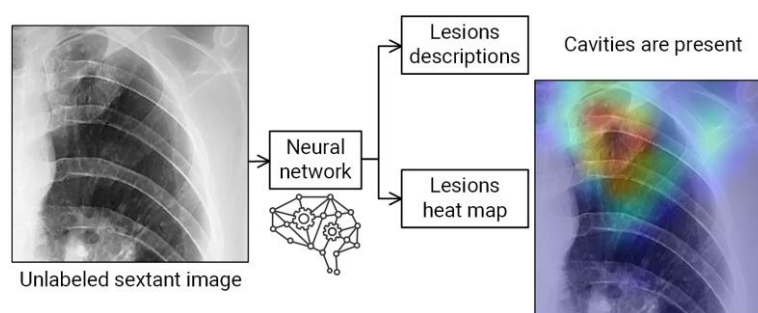 Unlabeled sextant image
Neural
network
Lesions
descriptions
Lesions
heat map
Cavities are present